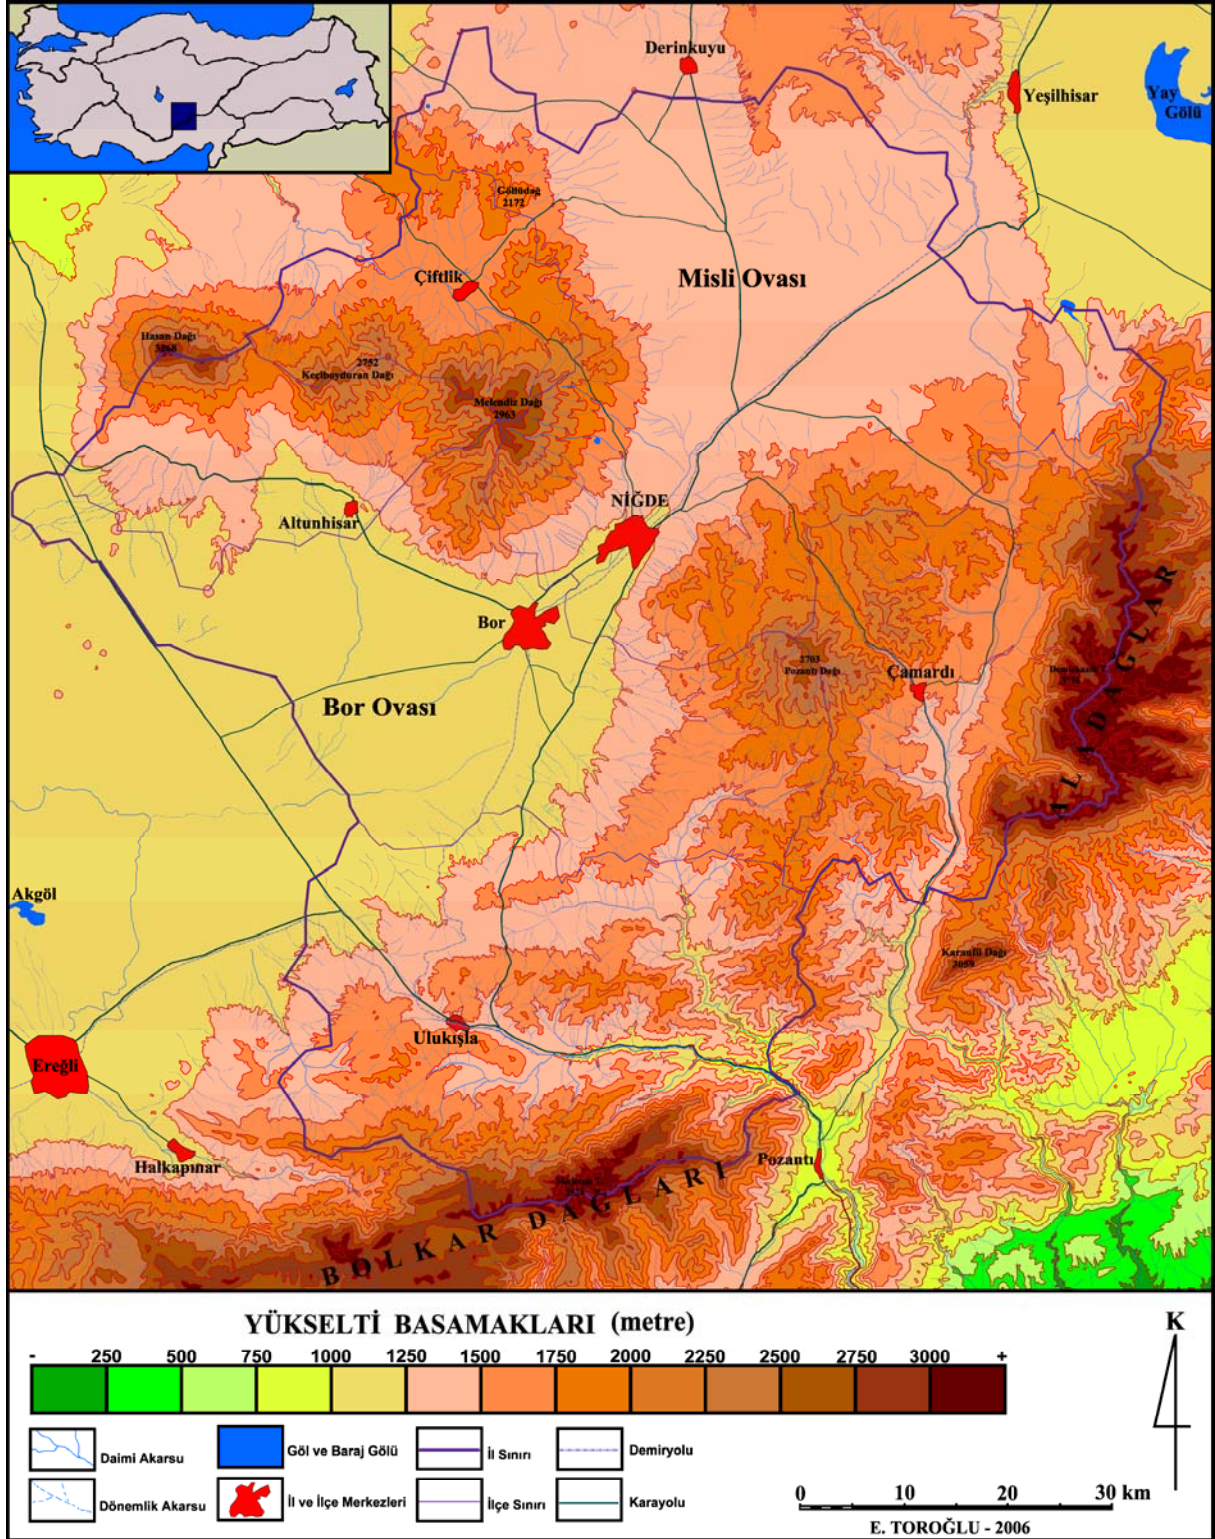 Derinkuyu
Yeşilhisar
Yay
Gölü
Göllüdağ
2172
Çiftlik
Misli Ovası
Hasan Dağı
3268
2752
Keçiboyduran Dağı
Melendiz Dağı
2963
NİĞDE
Altunhisar
Bor
Bor Ovası
2703
Pozantı Dağı
Çamardı
ALADAĞLAR
Akgöl
Karanfil Dağı
3059
Ulukışla
Ereğli
Halkapınar
Pozantı
BOLKAR DAĞLARI
YÜKSELTİ BASAMAKLARI (metre)
- 250 500 750 1000 1250 1500 1750 2000 2250 2500 2750 3000 +
K
Daimi Akarsu
Göl ve Baraj Gölü
İl Sınırı
Demiryolu
Dönemlik Akarsu
İl ve İlçe Merkezleri
İlçe Sınırı
Karayolu
0 10 20 30 km
E. TOROĞLU - 2006